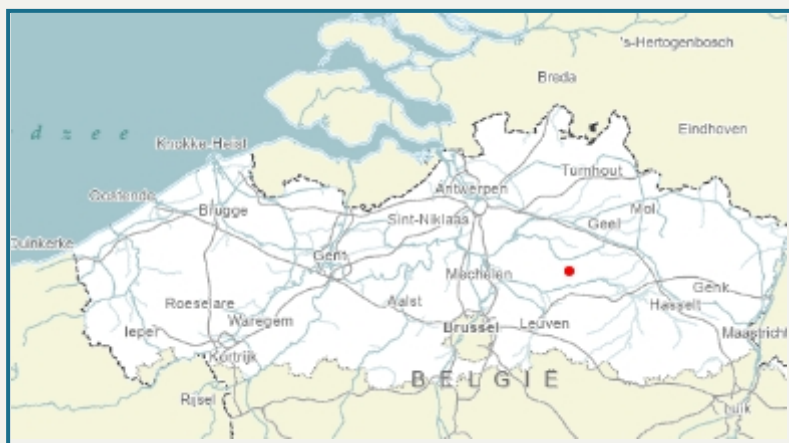 's-Hertogenbosch
Breda
dzee
Eindhoven
Knokke-Heist
Turnhout
Antwerpen
Oostende
Mol
Brugge
Sint-Niklaas
Geel
Duinkerke
Gent
Mechelen
Genk
Roeselare
Aalst
Hasselt
Waregem
Brussel
Leuven
Ieper
Maastricht
Kortrijk
BELGIË
Rijsel
Luik